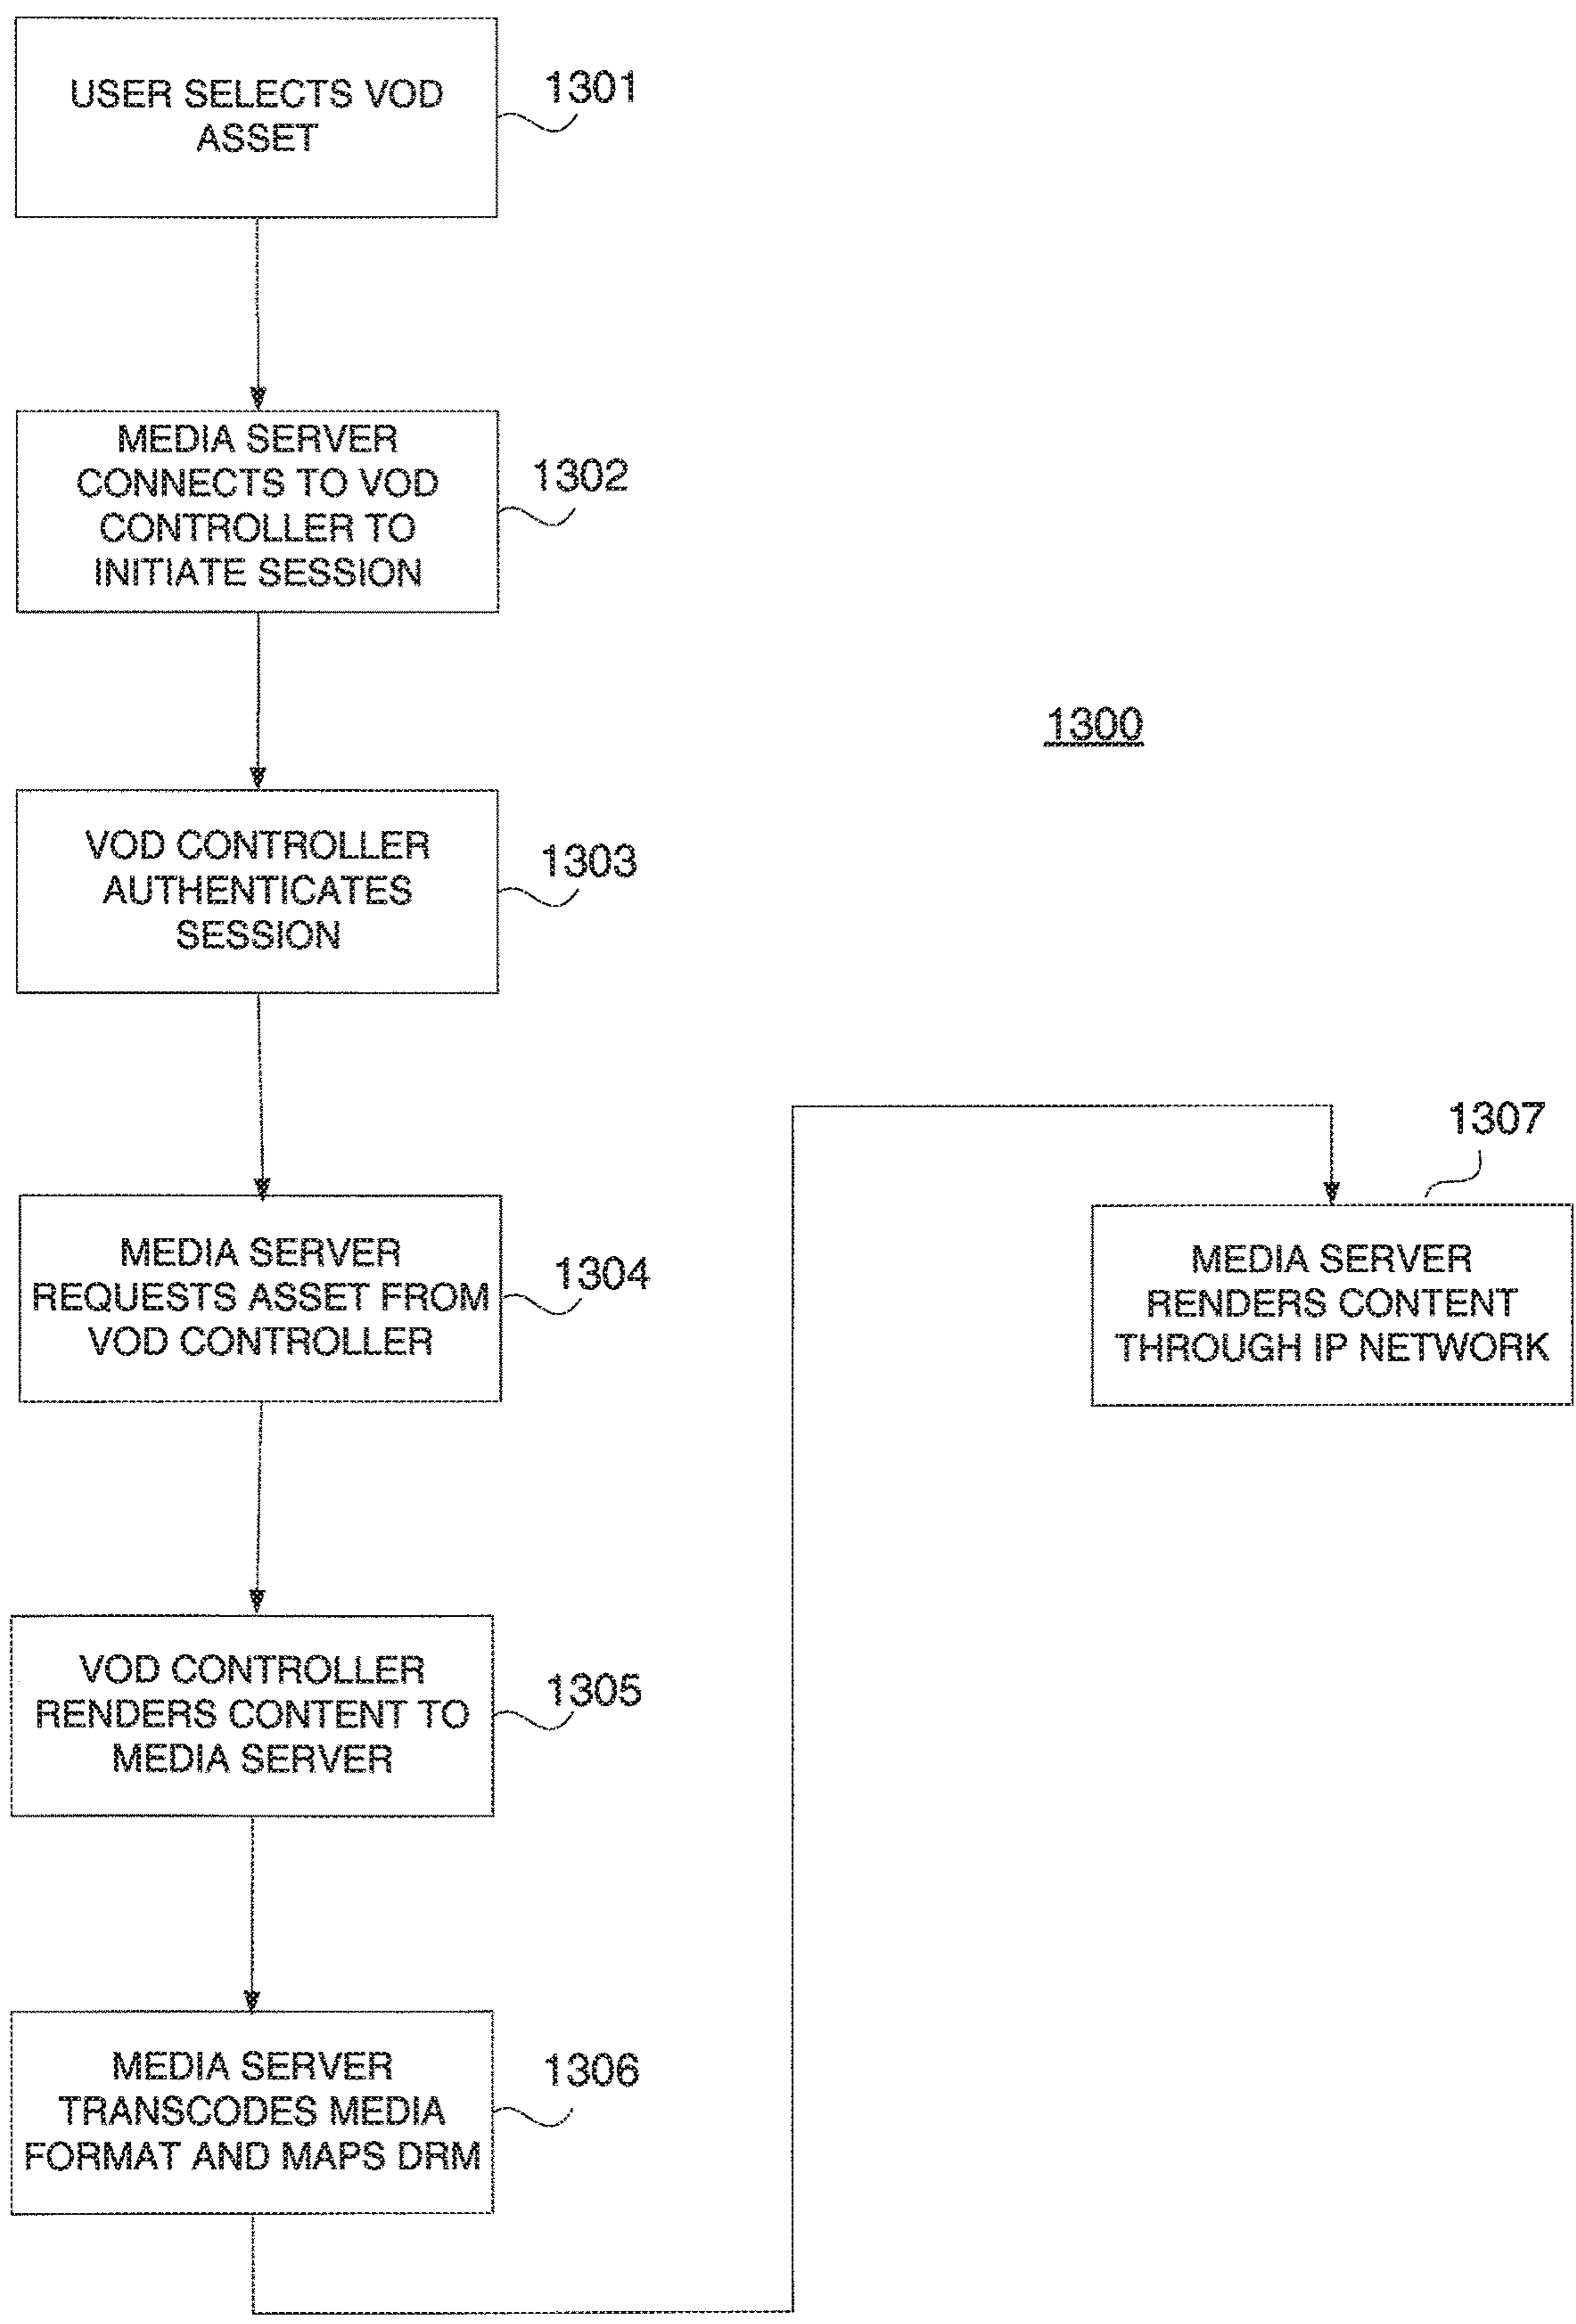 USER SELECTS VOD
ASSET
1301
MEDIA SERVER
CONNECTS TO VOD
CONTROLLER TO
INITIATE SESSION
1302
1300
VOD CONTROLLER
AUTHENTICATES
SESSION
1303
MEDIA SERVER
REQUESTS ASSET FROM
VOD CONTROLLER
1304
VOD CONTROLLER
RENDERS CONTENT TO
MEDIA SERVER
1305
MEDIA SERVER
TRANSCODES MEDIA
FORMAT AND MAPS DRM
1306
1307
MEDIA SERVER
RENDERS CONTENT
THROUGH IP NETWORK